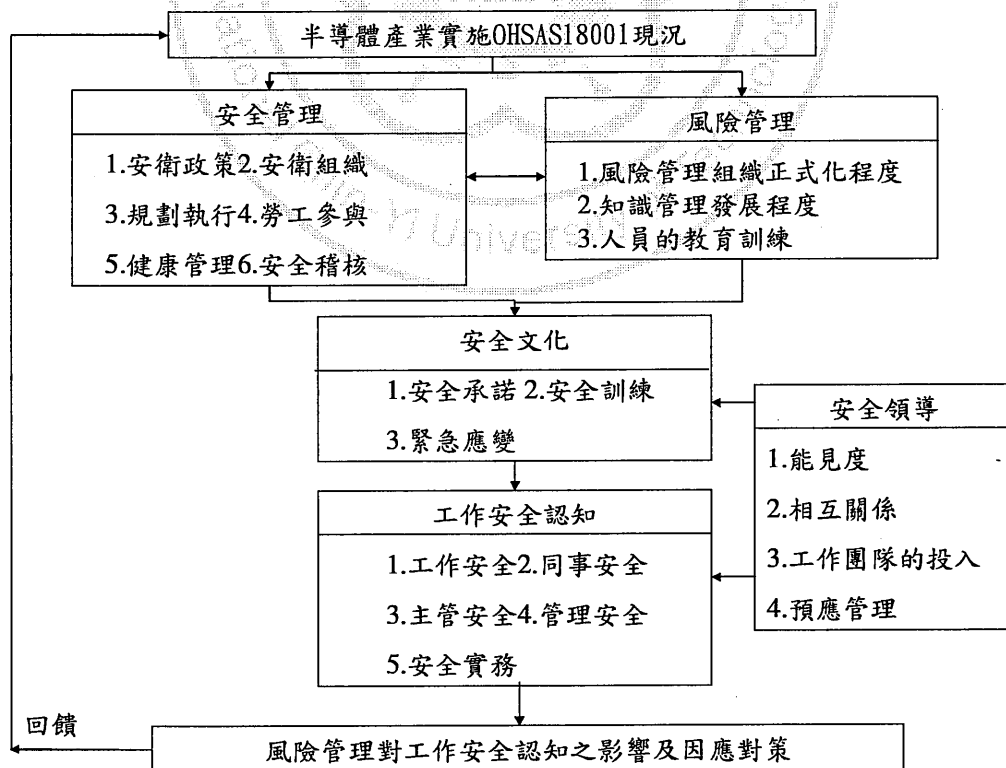 半導體產業實施OHSAS18001現況
安全管理
1.安衛政策2.安衛組織
3.規劃執行4.勞工參與
5.健康管理6.安全稽核
風險管理
1.風險管理組織正式化程度
2.知識管理發展程度
3.人員的教育訓練
安全文化
1.安全承諾 2.安全訓練
3.緊急應變
安全領導
1.能見度
2.相互關係
3.工作團隊的投入
4.預應管理
工作安全認知
1.工作安全2.同事安全
3.主管安全4.管理安全
5.安全實務
回饋
風險管理對工作安全認知之影響及因應對策